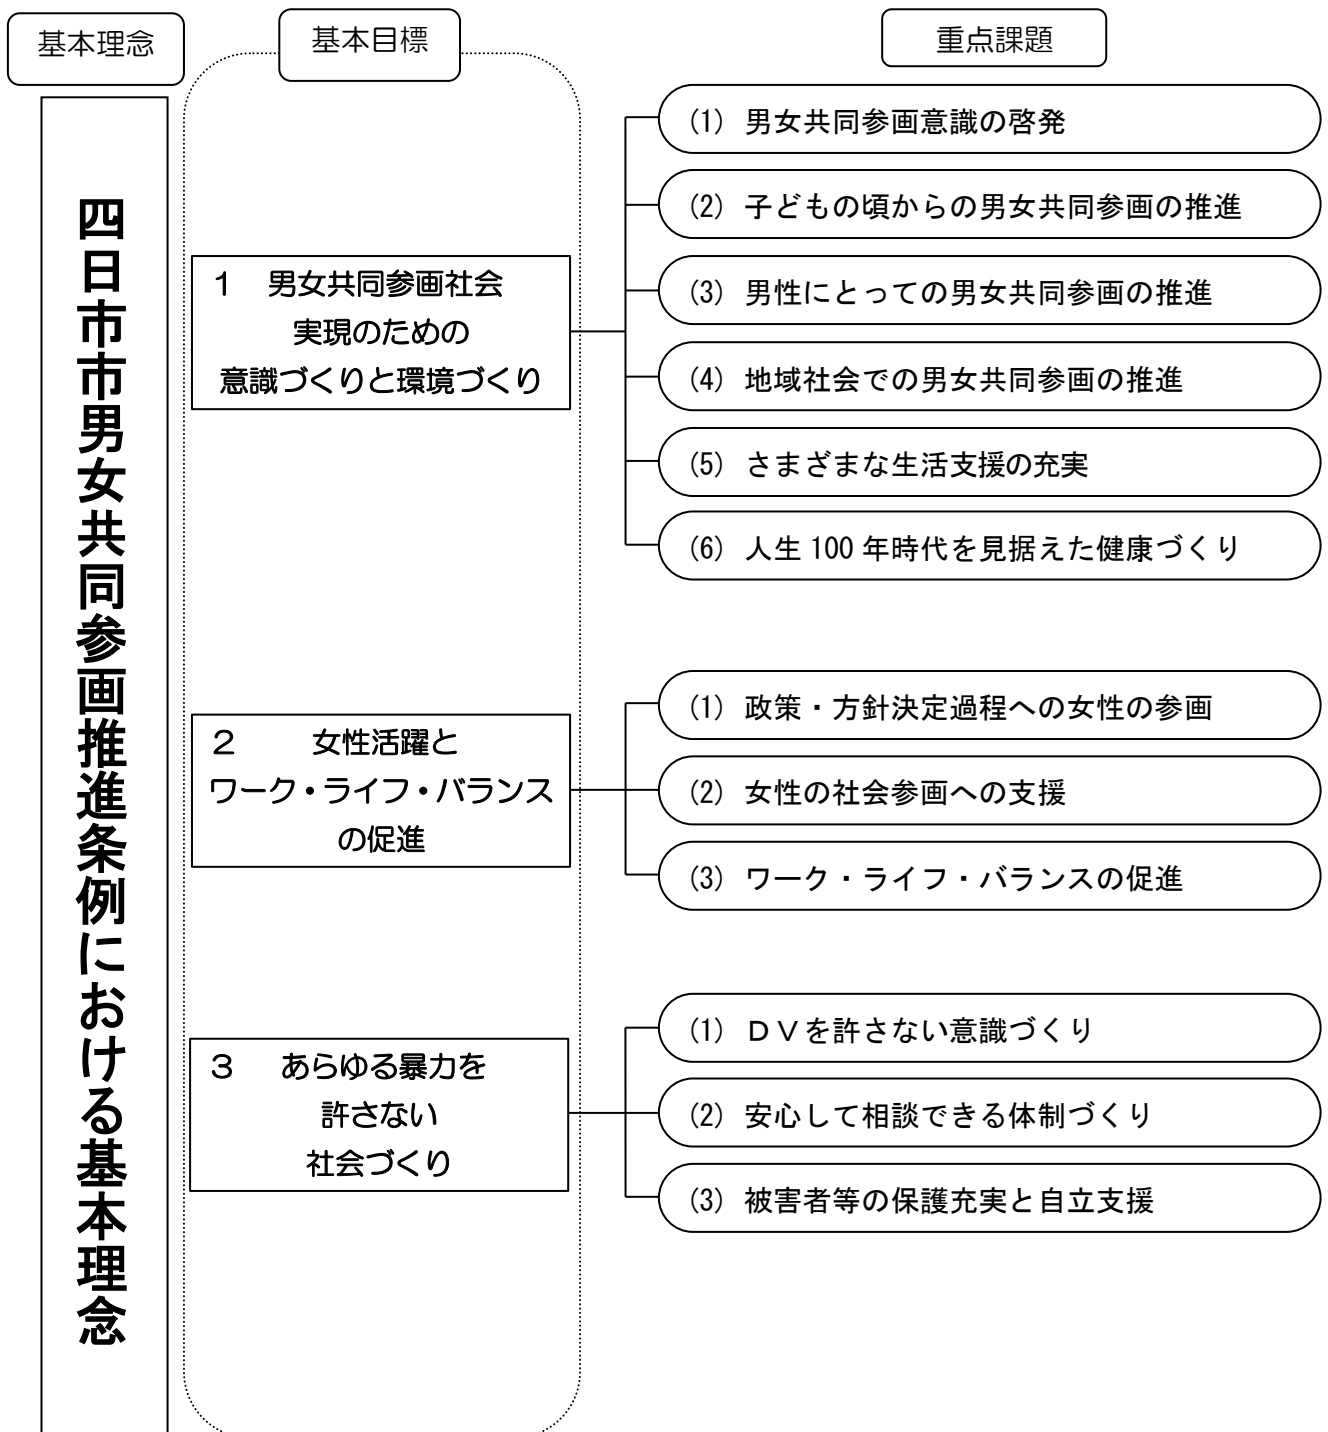 基本理念
基本目標
重点課題
四日市市男女共同参画推進条例における基本理念
1 男女共同参画社会
実現のための
意識づくりと環境づくり
(1) 男女共同参画意識の啓発
(2) 子どもの頃からの男女共同参画の推進
(3) 男性にとっての男女共同参画の推進
(4) 地域社会での男女共同参画の推進
(5) さまざまな生活支援の充実
(6) 人生100年時代を見据えた健康づくり
2 女性活躍と
ワーク・ライフ・バランス
の促進
(1) 政策・方針決定過程への女性の参画
(2) 女性の社会参画への支援
(3) ワーク・ライフ・バランスの促進
3 あらゆる暴力を
許さない
社会づくり
(1) DVを許さない意識づくり
(2) 安心して相談できる体制づくり
(3) 被害者等の保護充実と自立支援